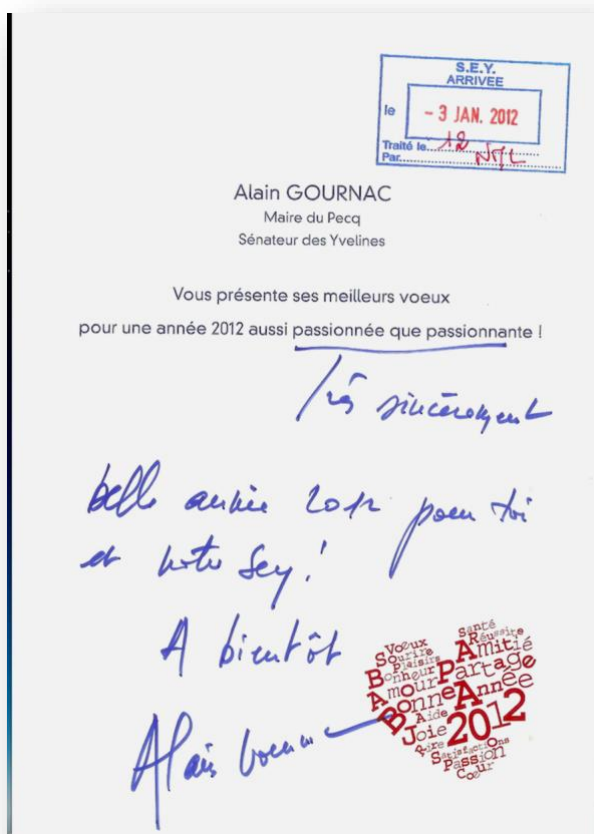 S.E.Y.
ARRIVEE
le - 3 JAN. 2012
Traité le 12
Par
Alain GOURNAC
Maire du Pecq
Sénateur des Yvelines
Vous présente ses meilleurs voeux
pour une année 2012 aussi passionnée que passionnante !
Très sincèrement
belle année 2012 pour toi
et notre Sey !
A bientôt
Alain
Santé
Voeux Réussite
Sourire Amitié
Plaisirs
Bonheur Partage
Amour
Bonne Année
Aide
Joie 2012
Rire
Satisfactions
Passion
Coeur